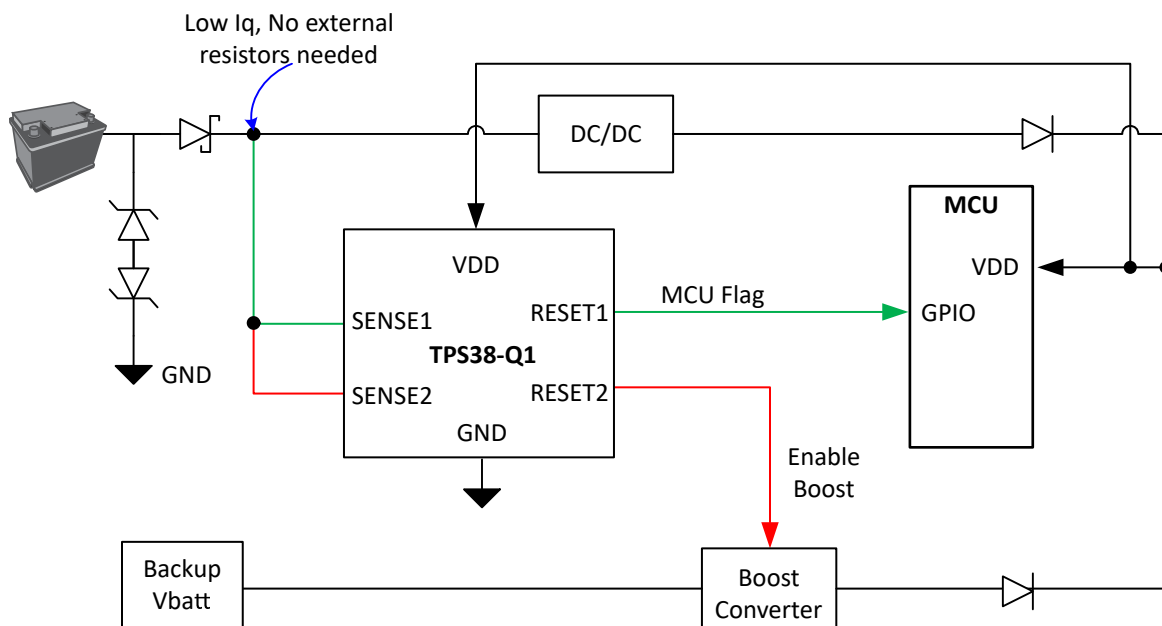 Low Iq, No external
resistors needed
DC/DC
MCU
VDD
VDD
MCU Flag
RESET1
GPIO
SENSE1
TPS38-Q1
GND
SENSE2
RESET2
GND
Enable
Boost
Backup
Vbatt
Boost
Converter